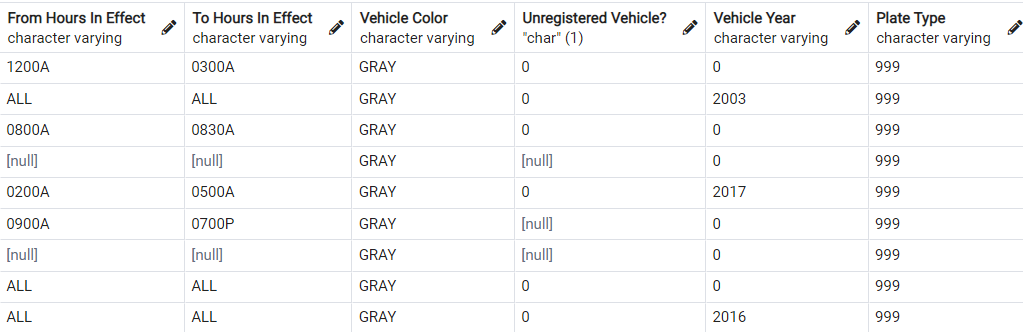 From Hours In Effect To Hours In Effect Vehicle Color Unregistered Vehicle? Vehicle Year Plate Type
character varying character varying character varying "char" (1) character varying character varying
1200A 0300A GRAY 0 0 999
ALL ALL GRAY 0 2003 999
0800A 0830A GRAY 0 0 999
[null] [null] GRAY [null] 0 999
0200A 0500A GRAY 0 2017 999
0900A 0700P GRAY [null] 0 999
[null] [null] GRAY [null] 0 999
ALL ALL GRAY 0 0 999
ALL ALL GRAY 0 2016 999